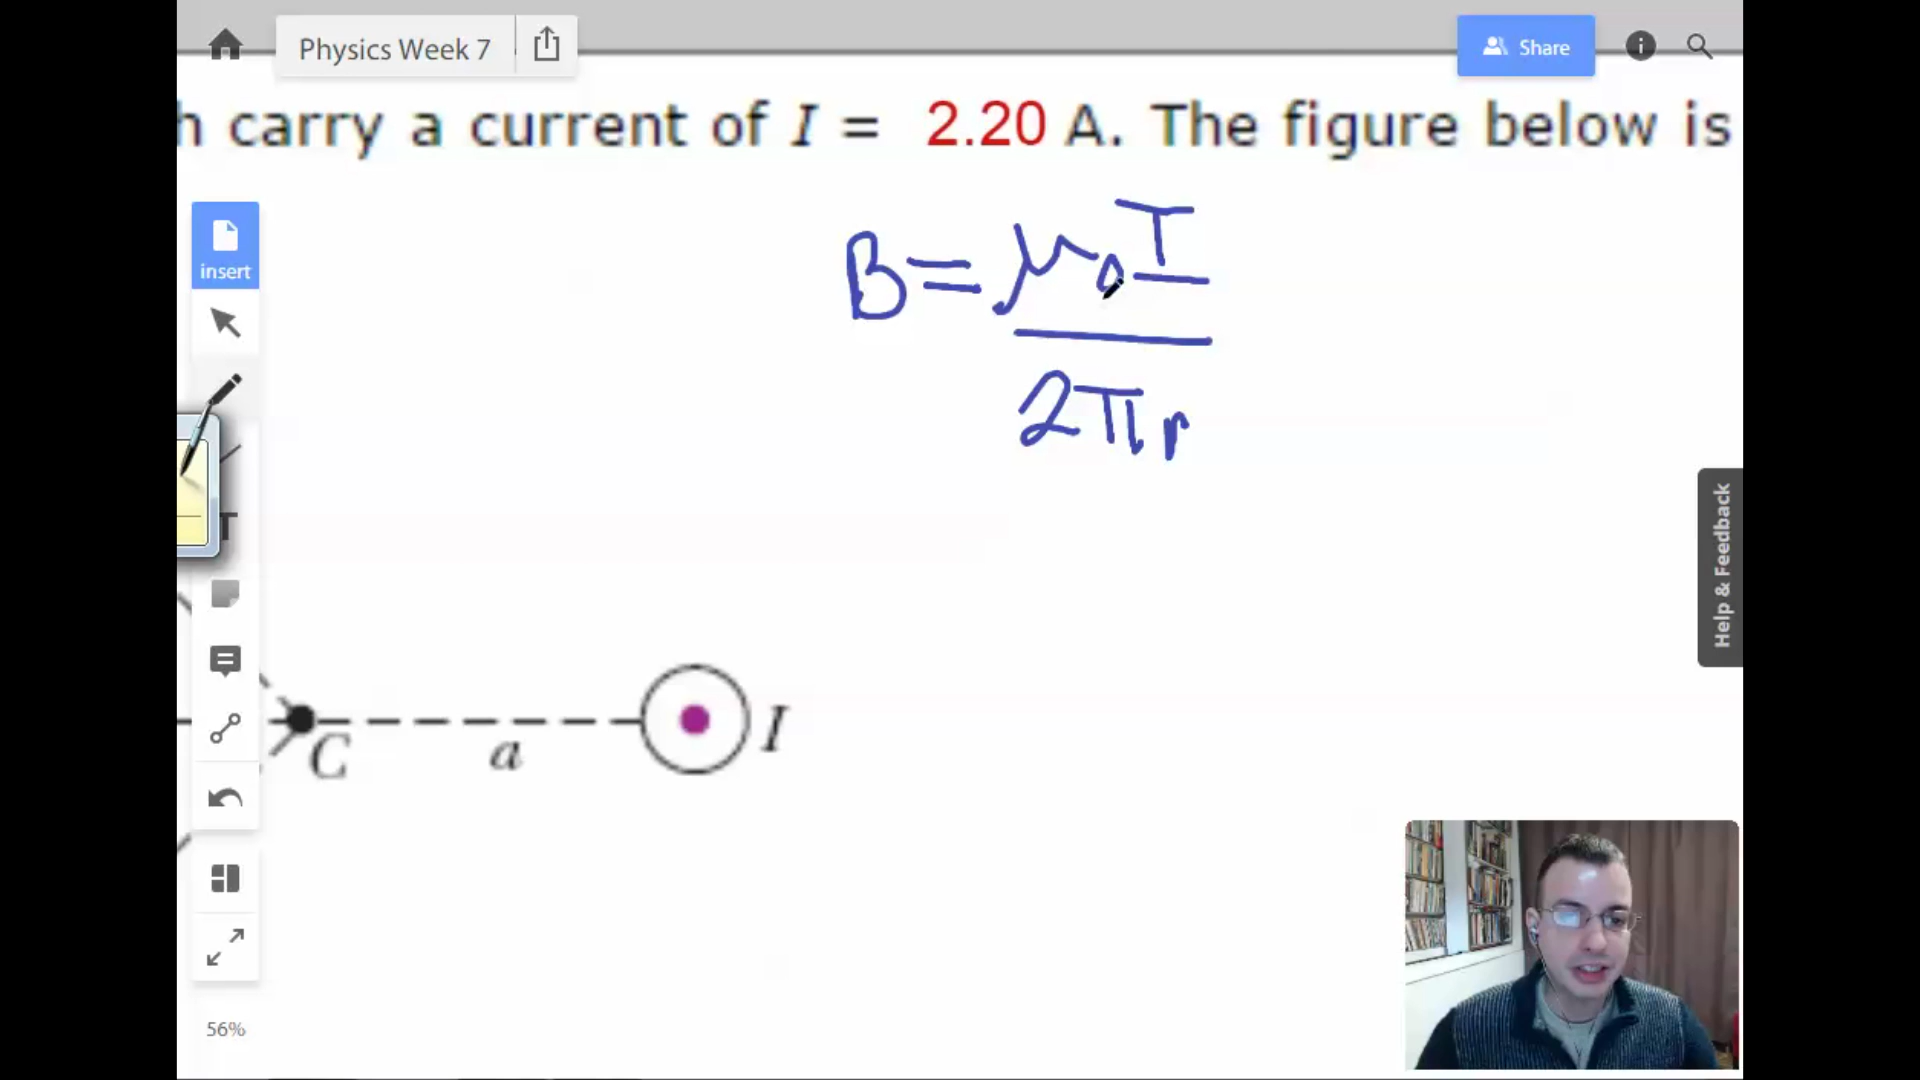 Physics Week 7
Share
h carry a current of I = 2.20 A. The figure below is
insert
B = μ₀I
2πr
T
Help & Feedback
C
a
I
56%